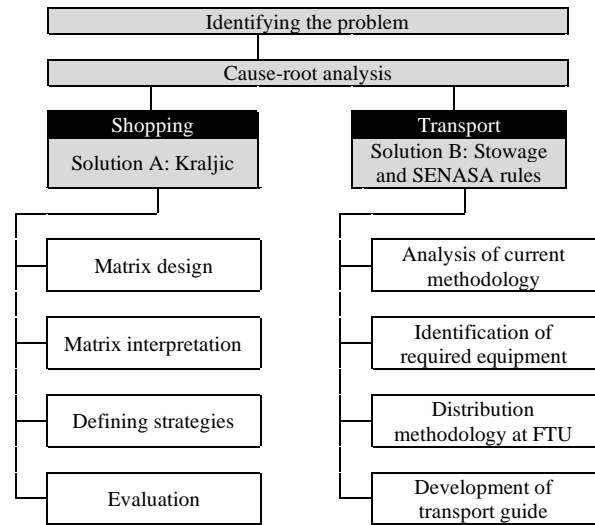 Identifying the problem
Cause-root analysis
Shopping
Solution A: Kraljic
Matrix design
Matrix interpretation
Defining strategies
Evaluation
Transport
Solution B: Stowage
and SENASA rules
Analysis of current
methodology
Identification of
required equipment
Distribution
methodology at FTU
Development of
transport guide